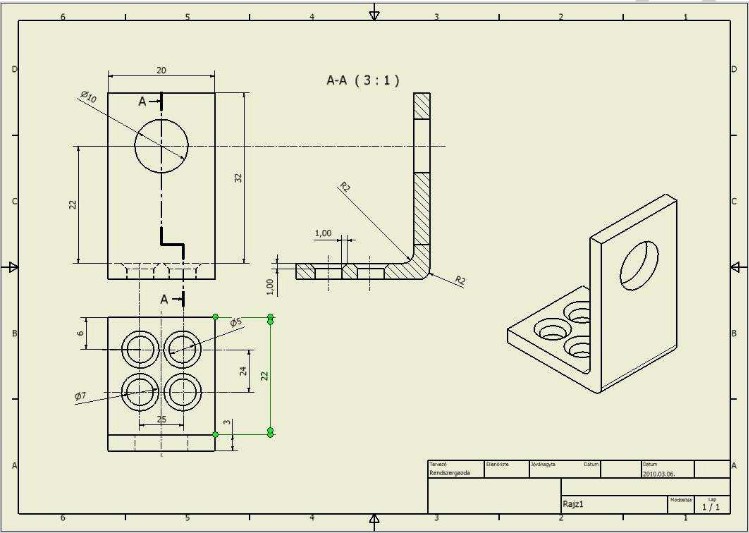 6 5 4 3 2 1
D D
20
A-A ( 3 : 1 )
Ø10
A
C C
22
32
R2
1,00
1,00
R2
A
B B
6
Ø5
24
22
Ø7
25
3
A A
Tervező Ellenőrizte Jóváhagyta Dátum Dátum
Rendszergazda 2010.03.06.
Rajz1
Módosítás Lap
1 / 1
6 5 4 3 2 1